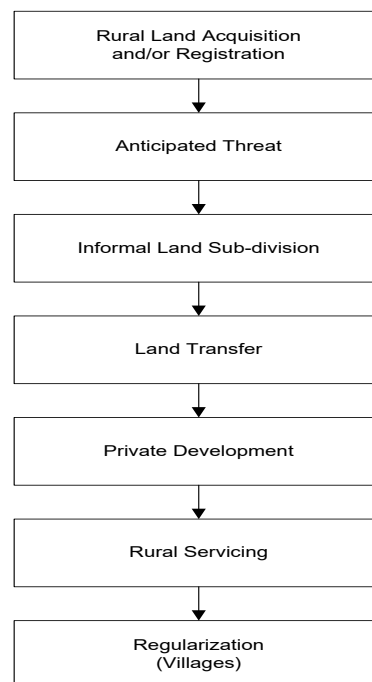 Rural Land Acquisition
and/or Registration
Anticipated Threat
Informal Land Sub-division
Land Transfer
Private Development
Rural Servicing
Regularization
(Villages)